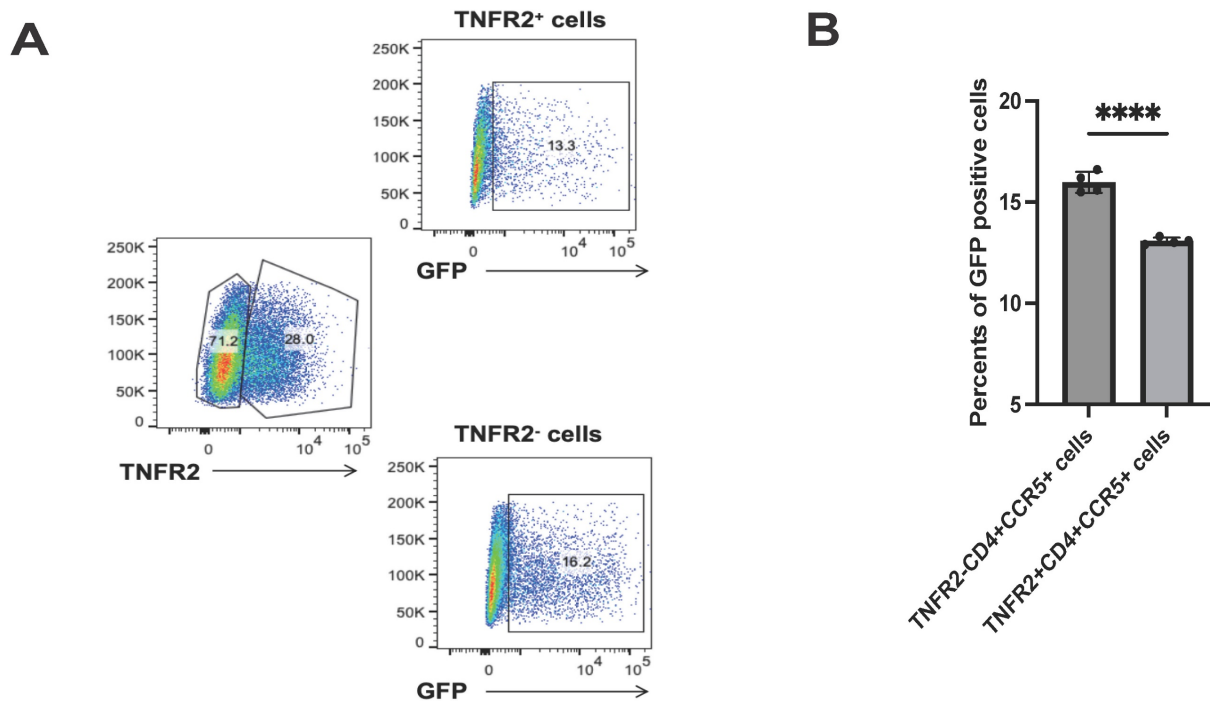 A
TNFR2⁺ cells
250K
200K
150K
100K
50K
0
13.3
0 10⁴ 10⁵
GFP
250K
200K
150K
100K
50K
0
71.2 28.0
0 10⁴ 10⁵
TNFR2
TNFR2⁻ cells
250K
200K
150K
100K
50K
0
16.2
0 10⁴ 10⁵
GFP
B
Percents of GFP positive cells
20
15
10
5
****
TNFR2-CD4+CCR5+ cells
TNFR2+CD4+CCR5+ cells